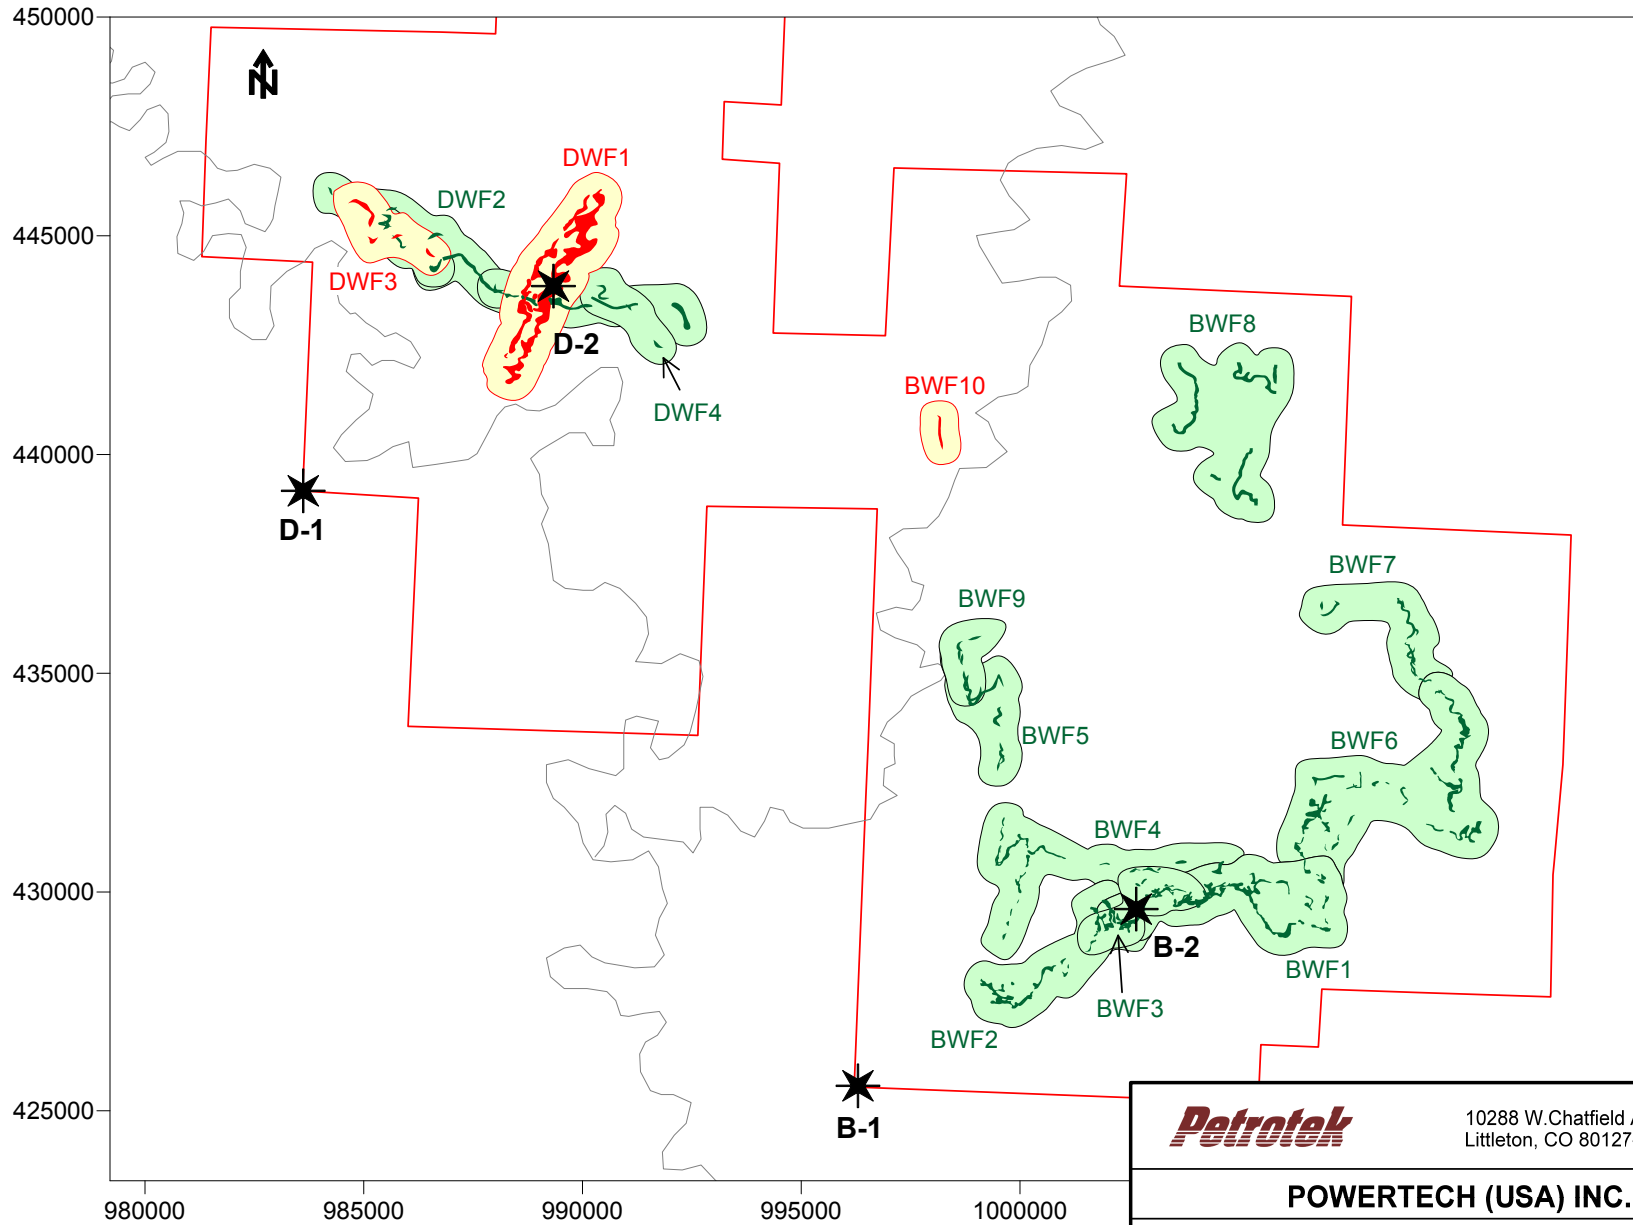 450000
N
DWF1
DWF2
445000
DWF3
BWF8
D-2
BWF10
DWF4
440000
D-1
BWF7
BWF9
435000
BWF5
BWF6
BWF4
430000
B-2
BWF1
BWF3
BWF2
425000
B-1
Petrotek
10288 W.Chatfield
Littleton, CO 80127
POWERTECH (USA) INC.
980000 985000 990000 995000 1000000